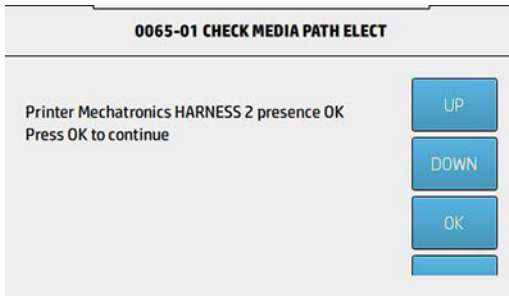 0065-01 CHECK MEDIA PATH ELECT
Printer Mechatronics HARNESS 2 presence OK
Press OK to continue
UP
DOWN
OK